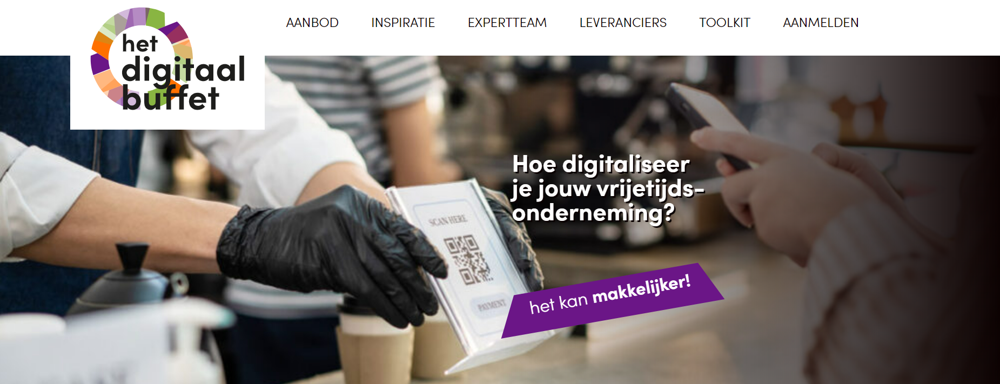 het
digitaal
buffet
AANBOD INSPIRATIE EXPERTTEAM LEVERANCIERS TOOLKIT AANMELDEN
Hoe digitaliseer
je jouw vrijetijds-
onderneming?
SCAN HERE
PAYMENT
het kan makkelijker!